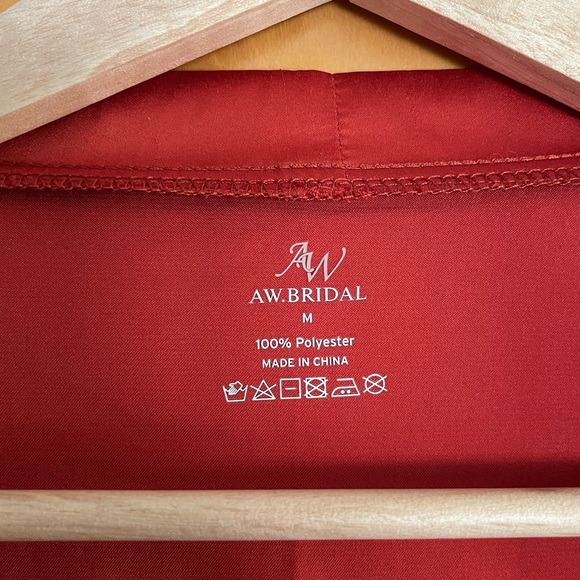 AW
AW.BRIDAL
M
100% Polyester
MADE IN CHINA